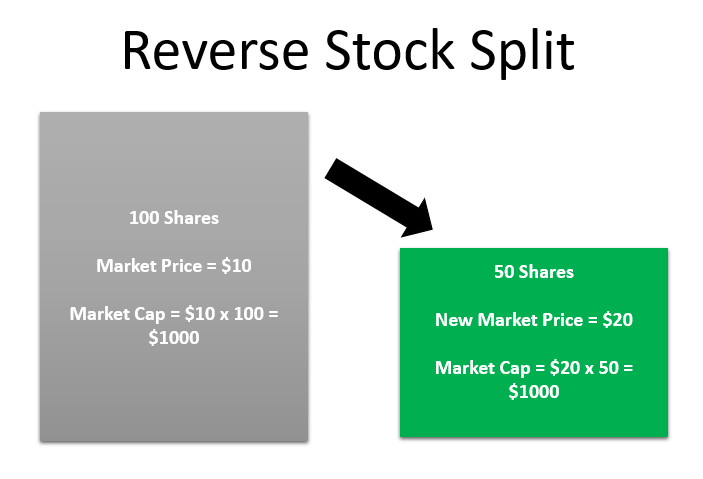 Reverse Stock Split
100 Shares
Market Price = $10
Market Cap = $10 x 100 =
$1000
50 Shares
New Market Price = $20
Market Cap = $20 x 50 =
$1000